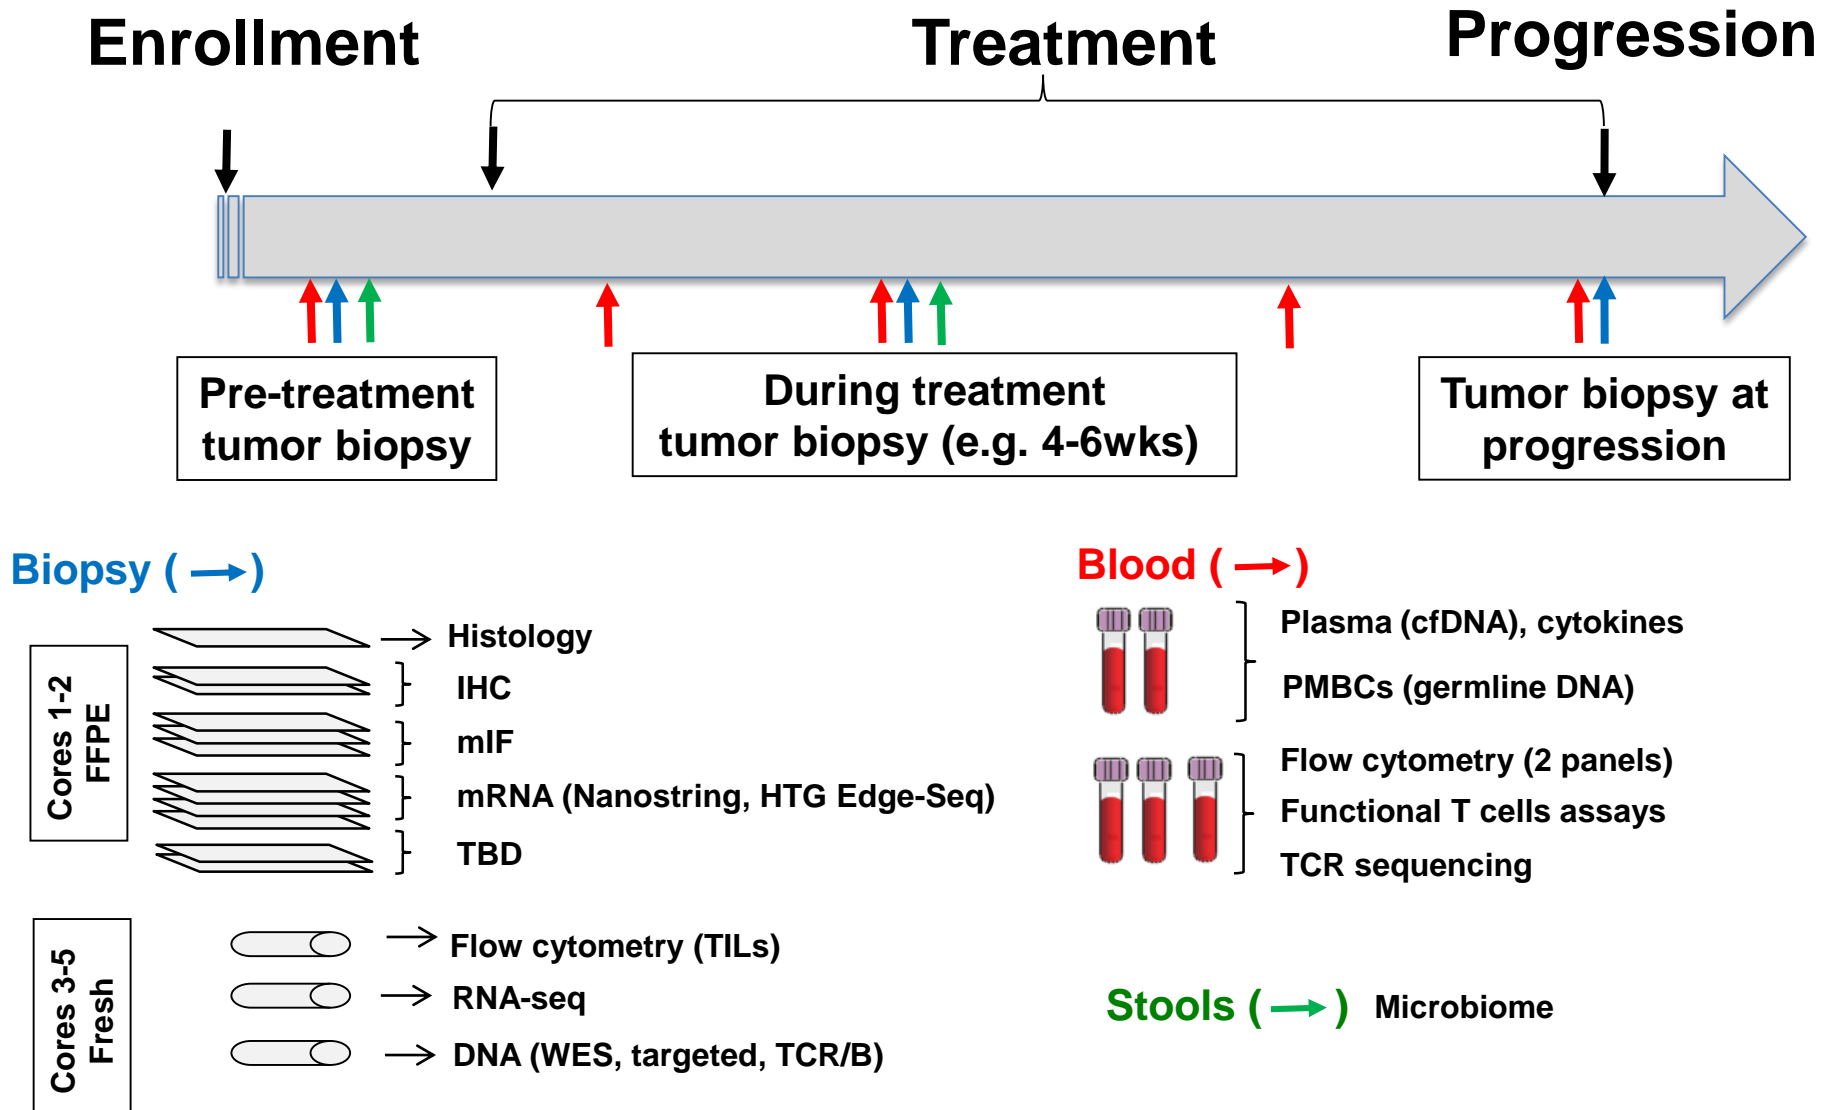 Enrollment
Treatment
Progression
Pre-treatment
tumor biopsy
During treatment
tumor biopsy (e.g. 4-6wks)
Tumor biopsy at
progression
Biopsy ( )
Cores 1-2
FFPE
Histology
IHC
mIF
mRNA (Nanostring, HTG Edge-Seq)
TBD
Cores 3-5
Fresh
Flow cytometry (TILs)
RNA-seq
DNA (WES, targeted, TCR/B)
Blood ( )
Plasma (cfDNA), cytokines
PMBCs (germline DNA)
Flow cytometry (2 panels)
Functional T cells assays
TCR sequencing
Stools ( ) Microbiome